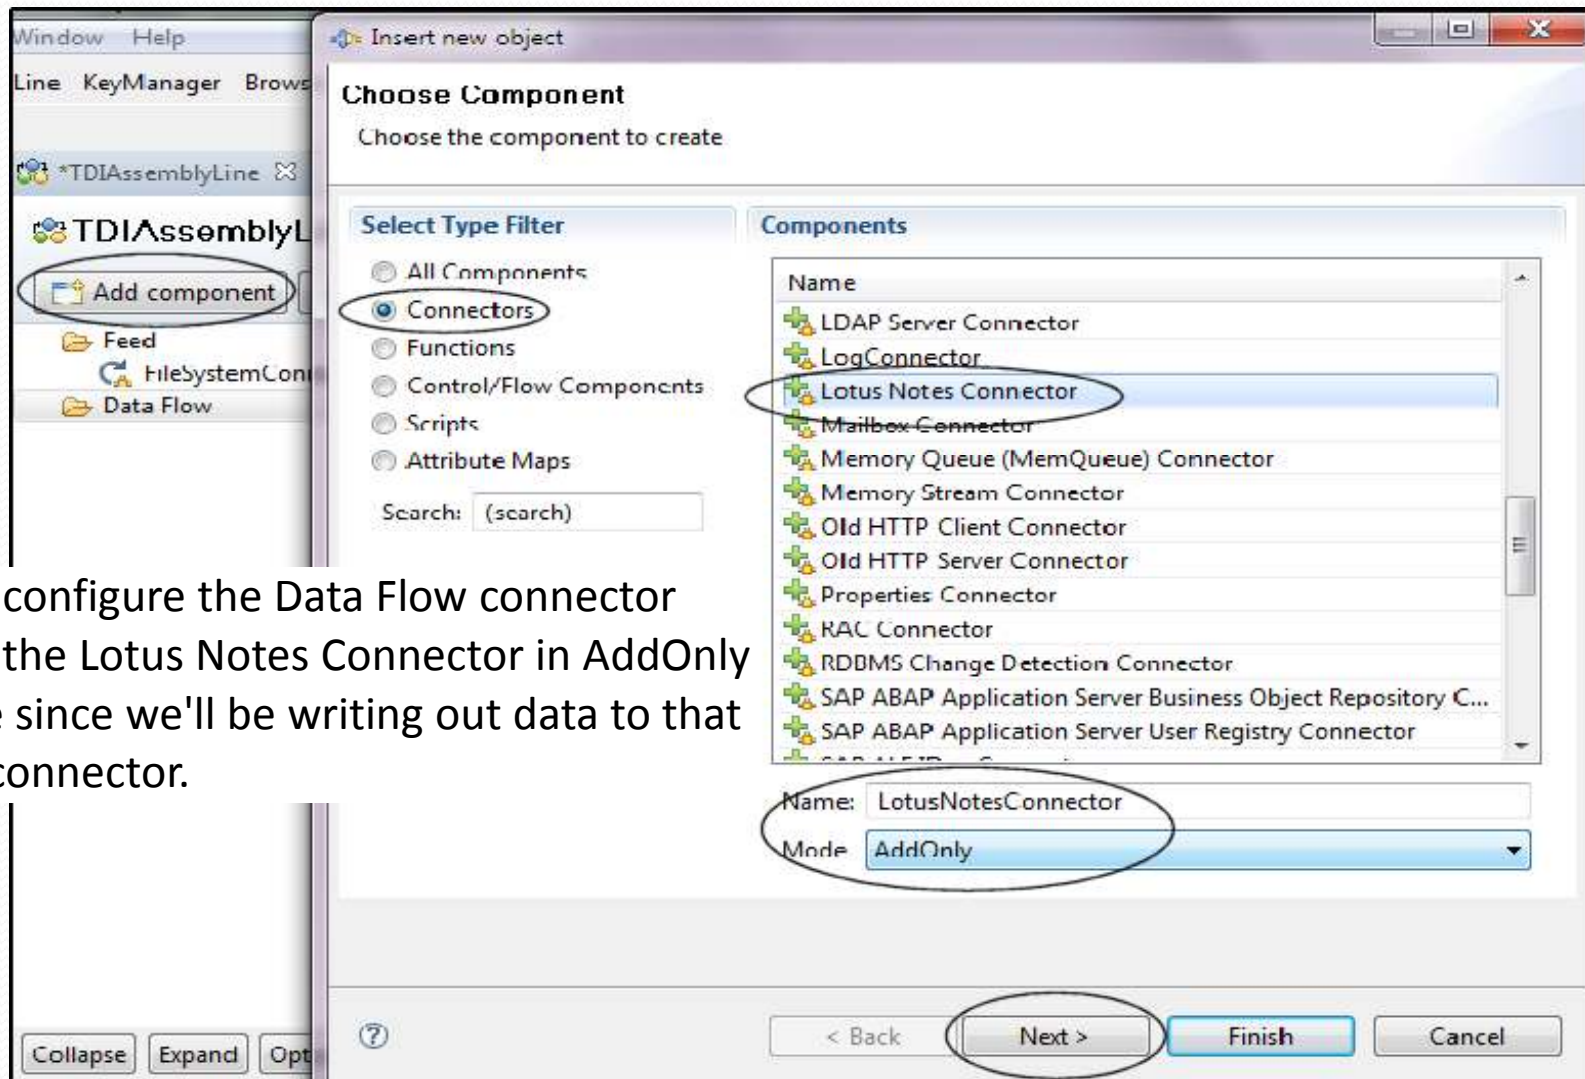 Window Help
Insert new object
Line KeyManager Brows
Choose Component
Choose the component to create
*TDIAssemblyLine
TDIAssemblyL
Add component
Feed
FileSystemCon
Data Flow
Select Type Filter
All Components
Connectors
Functions
Control/Flow Components
Scripts
Attribute Maps
Search: (search)
Components
Name
LDAP Server Connector
LogConnector
Lotus Notes Connector
Mailbox Connector
Memory Queue (MemQueue) Connector
Memory Stream Connector
Old HTTP Client Connector
Old HTTP Server Connector
Properties Connector
RAC Connector
RDBMS Change Detection Connector
SAP ABAP Application Server Business Object Repository C...
SAP ABAP Application Server User Registry Connector
configure the Data Flow connector
the Lotus Notes Connector in AddOnly
since we'll be writing out data to that
connector.
Name: LotusNotesConnector
Mode AddOnly
Collapse Expand Opt
< Back Next > Finish Cancel